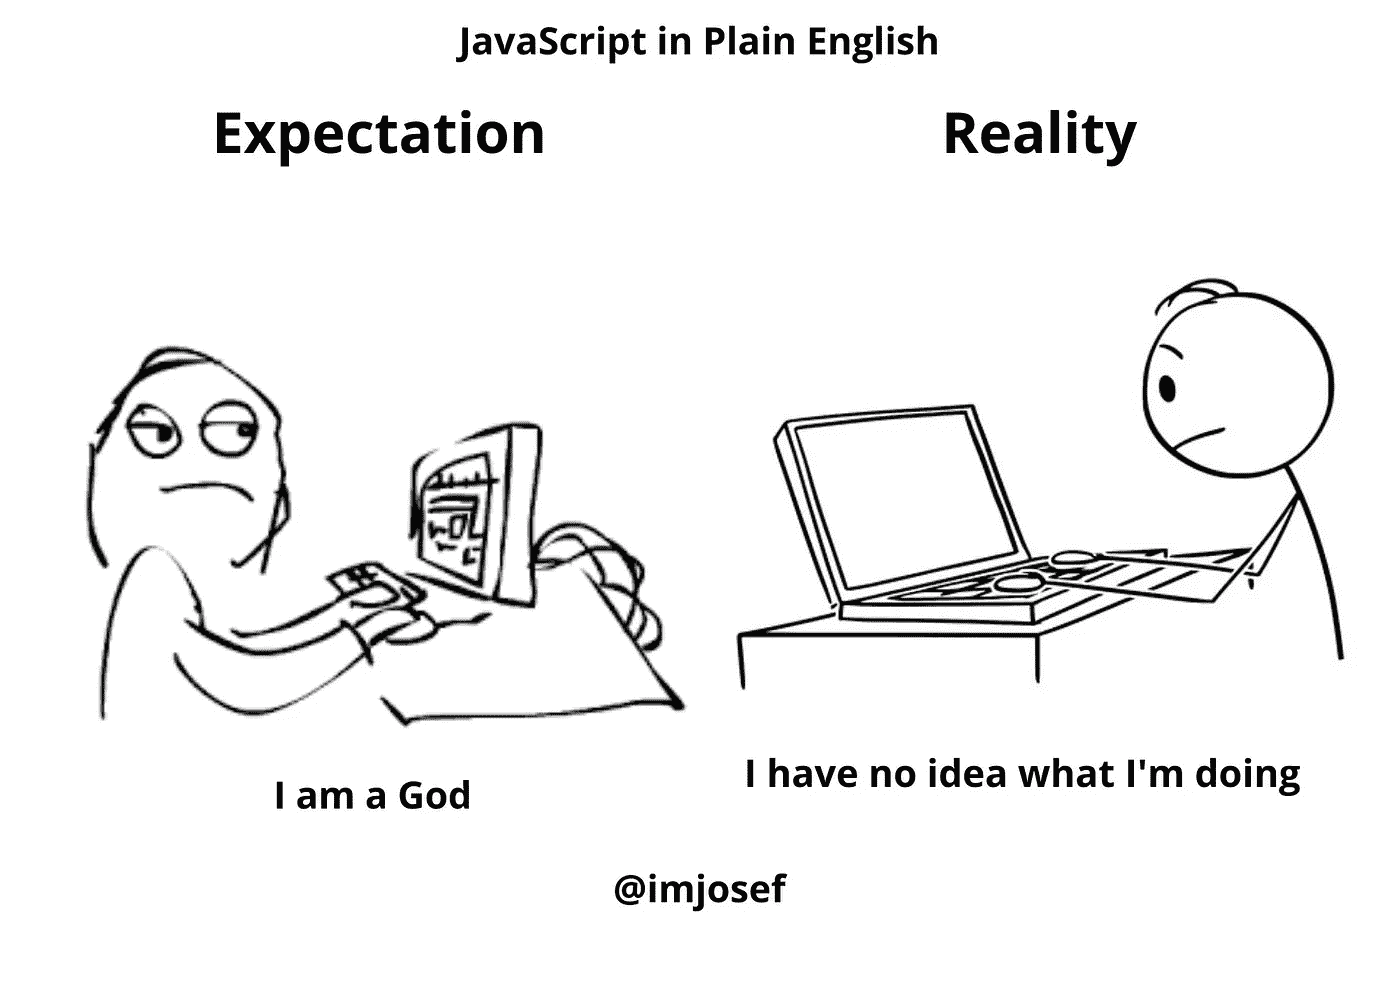 JavaScript in Plain English
Expectation
Reality
I am a God
I have no idea what I'm doing
@imjosef